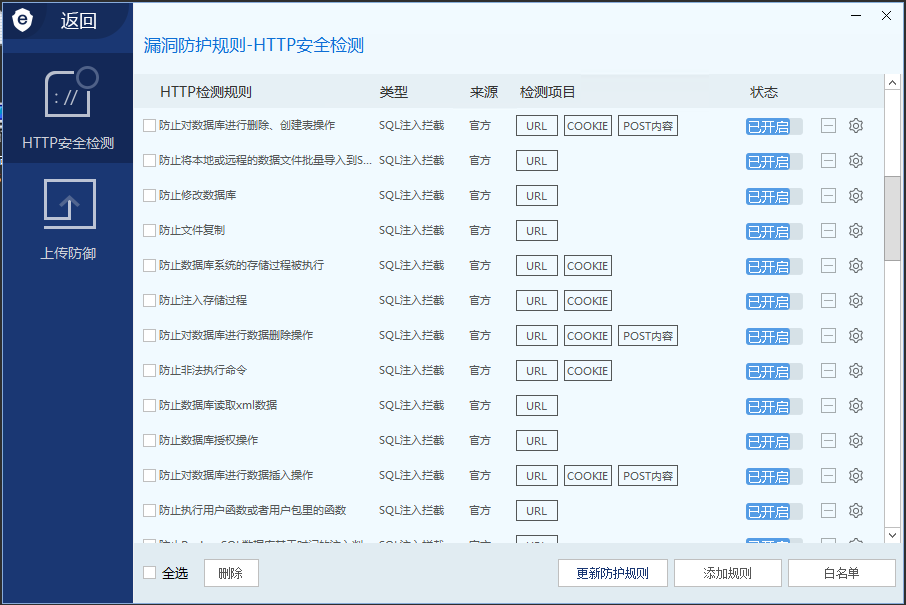 返回
漏洞防护规则-HTTP安全检测
HTTP安全检测
上传防御
HTTP检测规则 类型 来源 检测项目 状态
防止对数据库进行删除、创建表操作 SQL注入拦截 官方 URL COOKIE POST内容 已开启
防止将本地或远程的数据文件批量导入到S... SQL注入拦截 官方 URL 已开启
防止修改数据库 SQL注入拦截 官方 URL 已开启
防止文件复制 SQL注入拦截 官方 URL 已开启
防止数据库系统的存储过程被执行 SQL注入拦截 官方 URL COOKIE 已开启
防止注入存储过程 SQL注入拦截 官方 URL COOKIE 已开启
防止对数据库进行数据删除操作 SQL注入拦截 官方 URL COOKIE POST内容 已开启
防止非法执行命令 SQL注入拦截 官方 URL COOKIE 已开启
防止数据库读取xml数据 SQL注入拦截 官方 URL 已开启
防止数据库授权操作 SQL注入拦截 官方 URL 已开启
防止对数据库进行数据插入操作 SQL注入拦截 官方 URL COOKIE POST内容 已开启
防止执行用户函数或者用户包里的函数 SQL注入拦截 官方 URL 已开启
全选 删除 更新防护规则 添加规则 白名单